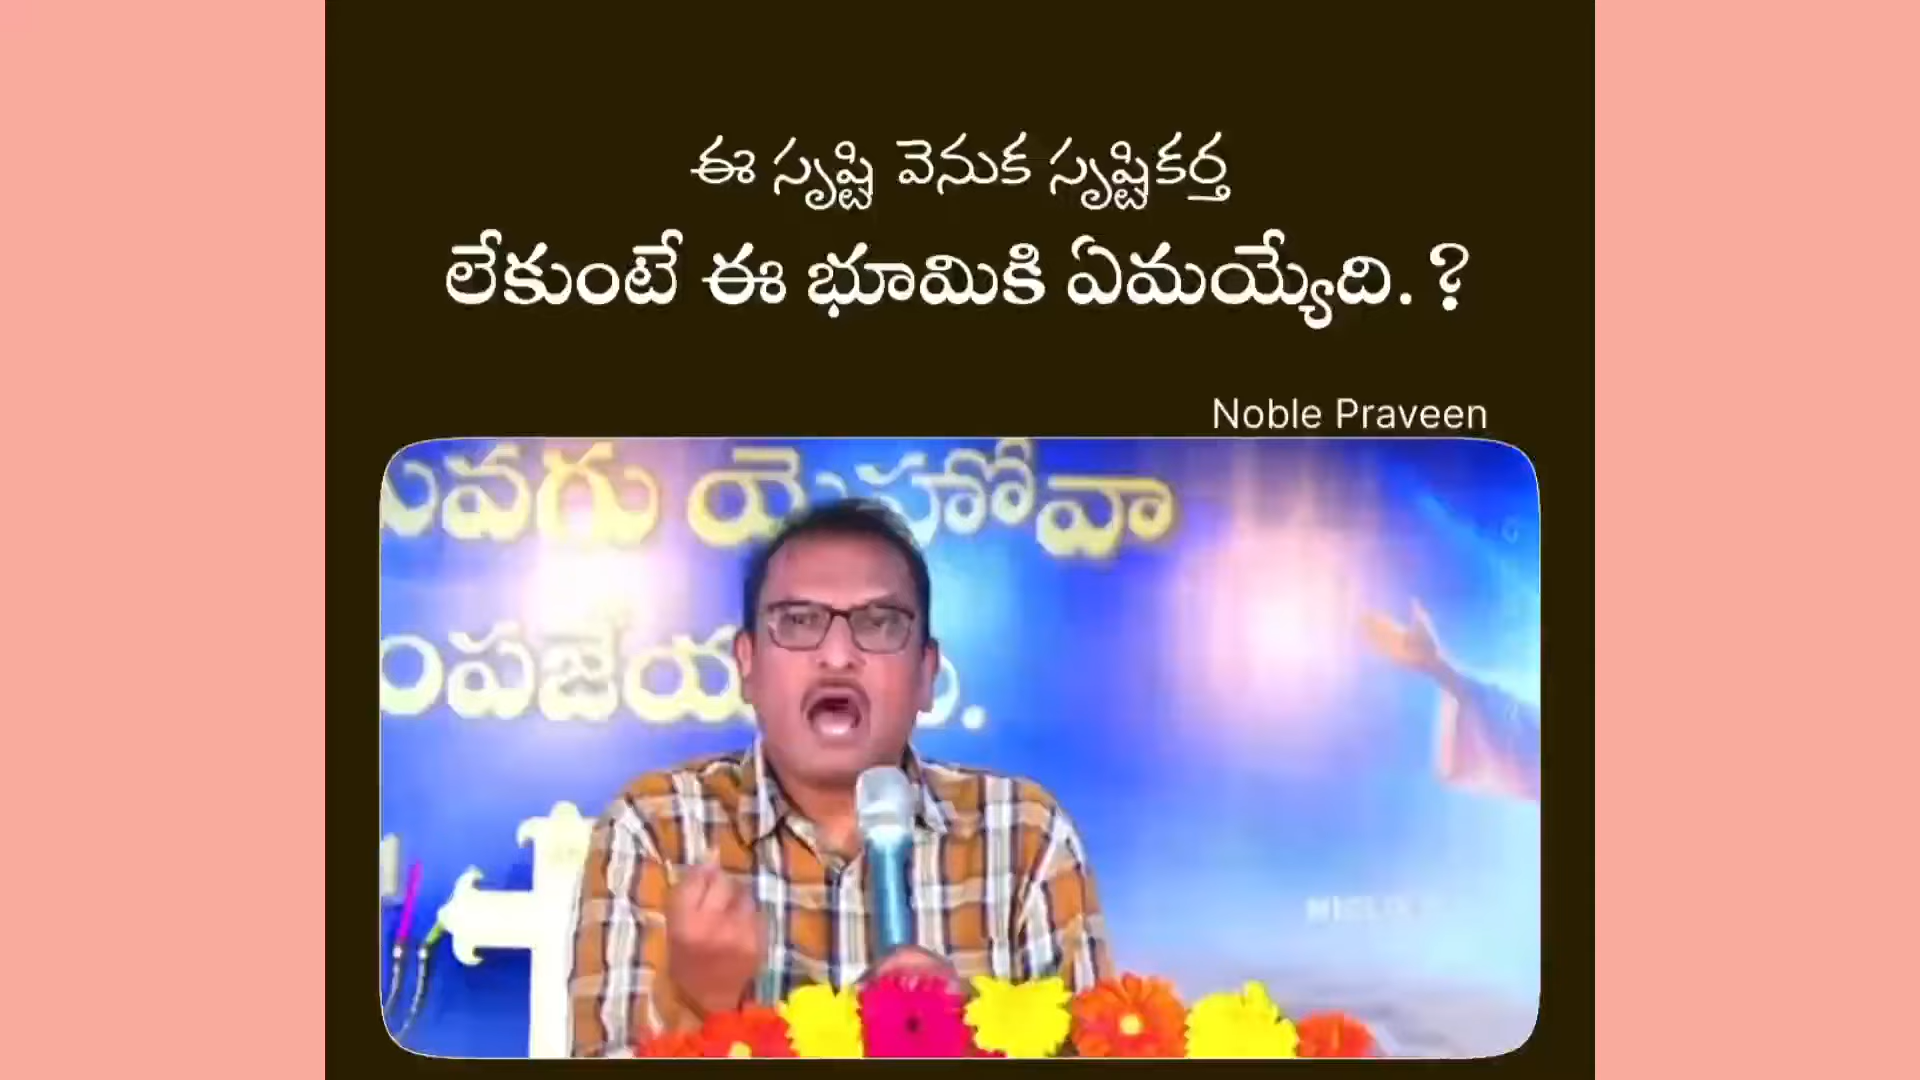 ఈ సృష్టి వెనుక సృష్టికర్త
లేకుంటే ఈ భూమికి ఏమయ్యేది. ?
Noble Praveen
యెహోవా